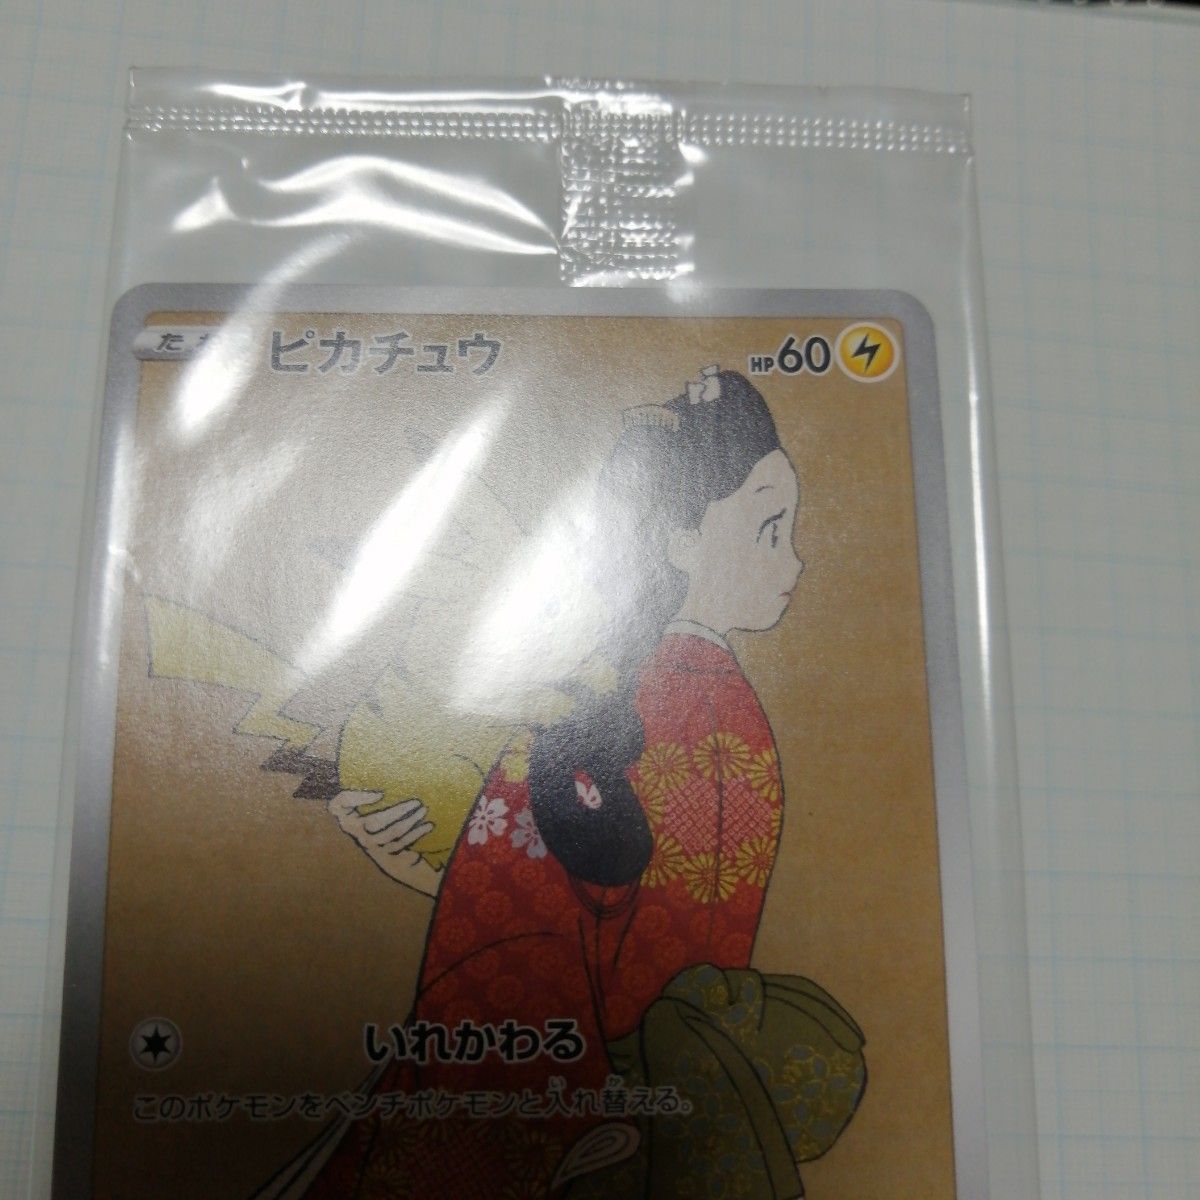 ピカチュウ
HP60
いれかわる
このポケモンをベンチポケモンと入れ替える。